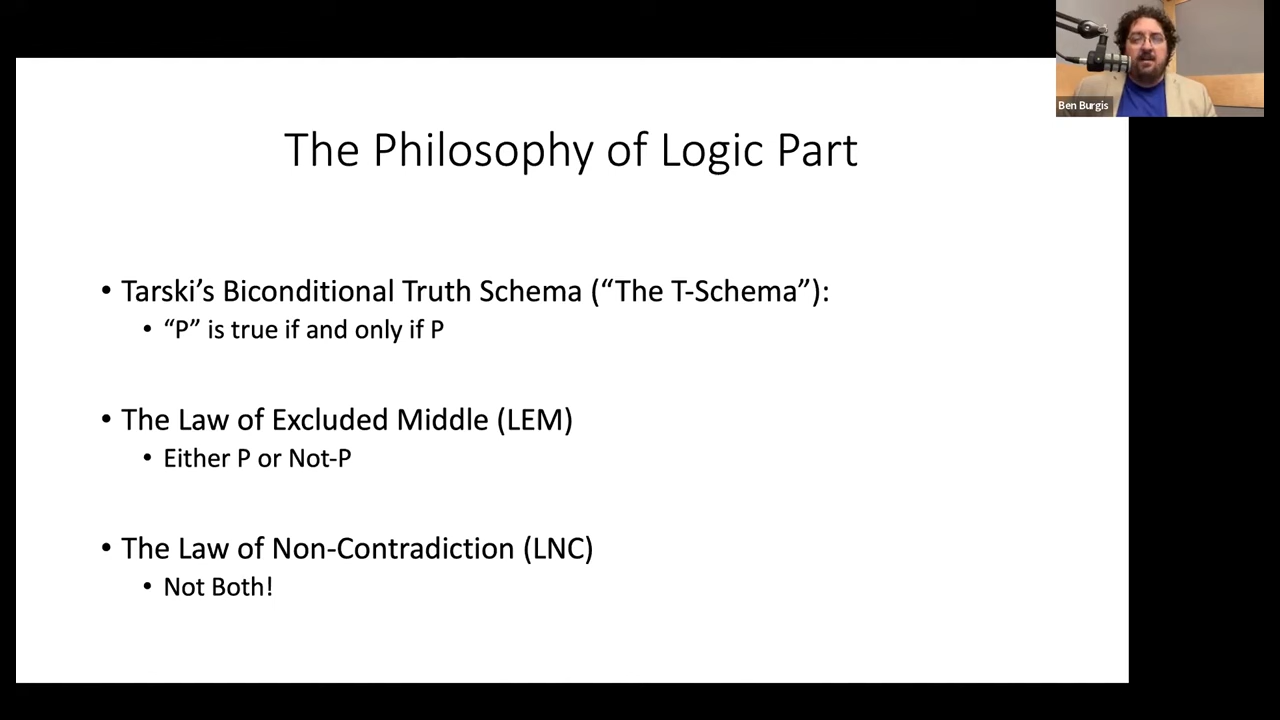 Ben Burgis
The Philosophy of Logic Part
• Tarski’s Biconditional Truth Schema (“The T-Schema”):
• “P” is true if and only if P
• The Law of Excluded Middle (LEM)
• Either P or Not-P
• The Law of Non-Contradiction (LNC)
• Not Both!